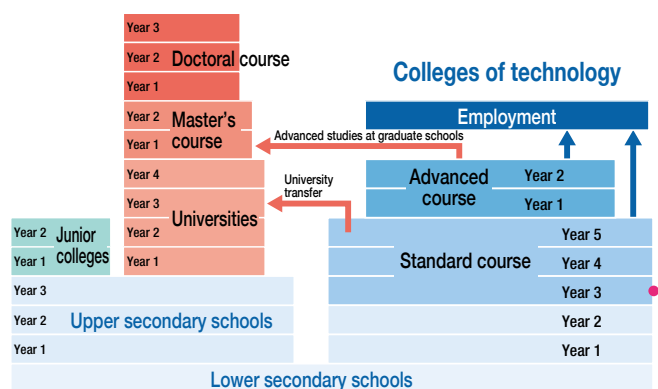 Colleges of technology
Year 3
Year 2
Doctoral course
Year 1
Year 2
Master's
course
Year 1
Advanced studies at graduate schools
Employment
Year 4
Year 3
Universities
Year 2
Year 1
University
transfer
Advanced
course
Year 2
Year 1
Year 2
Junior
colleges
Year 1
Standard course
Year 5
Year 4
Year 3
Year 2
Year 1
Year 3
Year 2
Upper secondary schools
Year 1
Lower secondary schools